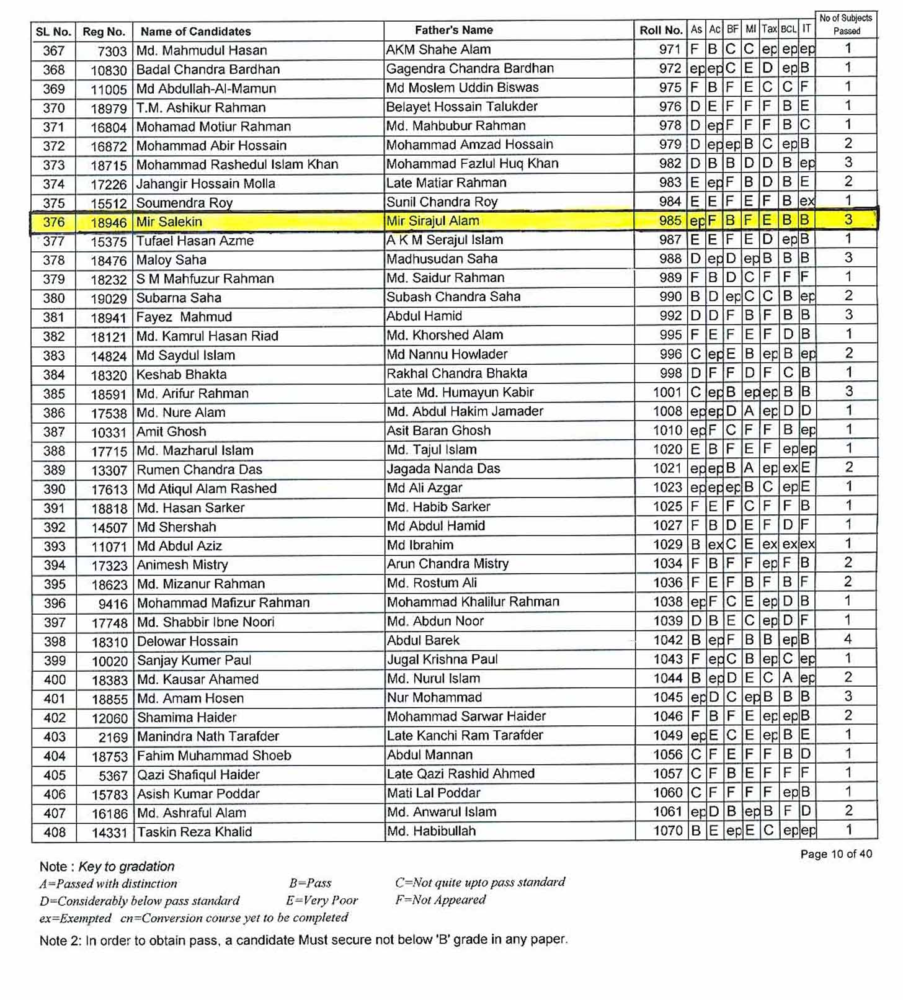 SL No. Reg No. Name of Candidates Father's Name Roll No. As Ac BF MI Tax BCL IT No of Subjects Passed
367 7303 Md. Mahmudul Hasan AKM Shahe Alam 971 F B C C ep ep ep 1
368 10830 Badal Chandra Bardhan Gagendra Chandra Bardhan 972 ep ep C E D ep B 1
369 11005 Md Abdullah-Al-Mamun Md Moslem Uddin Biswas 975 F B F E C C F 1
370 18979 T.M. Ashikur Rahman Belayet Hossain Talukder 976 D E F F F B E 1
371 16804 Mohamad Motiur Rahman Md. Mahbubur Rahman 978 D ep F F F B C 1
372 16872 Mohammad Abir Hossain Mohammad Amzad Hossain 979 D ep ep B C ep B 2
373 18715 Mohammad Rashedul Islam Khan Mohammad Fazlul Huq Khan 982 D B B D D B ep 3
374 17226 Jahangir Hossain Molla Late Matiar Rahman 983 E ep F B D B E 2
375 15512 Soumendra Roy Sunil Chandra Roy 984 E E F E F B ex 1
376 18946 Mir Salekin Mir Sirajul Alam 985 ep F B F E B B 3
377 15375 Tufael Hasan Azme A K M Serajul Islam 987 E E F E D ep B 1
378 18476 Maloy Saha Madhusudan Saha 988 D ep D ep B B B 3
379 18232 S M Mahfuzur Rahman Md. Saidur Rahman 989 F B D C F F F 1
380 19029 Subarna Saha Subash Chandra Saha 990 B D ep C C B ep 2
381 18941 Fayez Mahmud Abdul Hamid 992 D D F B F B B 3
382 18121 Md. Kamrul Hasan Riad Md. Khorshed Alam 995 F E F E F D B 1
383 14824 Md Saydul Islam Md Nannu Howlader 996 C ep E B ep B ep 2
384 18320 Keshab Bhakta Rakhal Chandra Bhakta 998 D F F D F C B 1
385 18591 Md. Arifur Rahman Late Md. Humayun Kabir 1001 C ep B ep ep B B 3
386 17538 Md. Nure Alam Md. Abdul Hakim Jamader 1008 ep ep D A ep D D 1
387 10331 Amit Ghosh Asit Baran Ghosh 1010 ep F C F F B ep 1
388 17715 Md. Mazharul Islam Md. Tajul Islam 1020 E B F E F ep ep 1
389 13307 Rumen Chandra Das Jagada Nanda Das 1021 ep ep B A ep ex E 2
390 17613 Md Atiqul Alam Rashed Md Ali Azgar 1023 ep ep ep B C ep E 1
391 18818 Md. Hasan Sarker Md. Habib Sarker 1025 F E F C F F B 1
392 14507 Md Shershah Md Abdul Hamid 1027 F B D E F D F 1
393 11071 Md Abdul Aziz Md Ibrahim 1029 B ex C E ex ex ex 1
394 17323 Animesh Mistry Arun Chandra Mistry 1034 F B F F ep F B 2
395 18623 Md. Mizanur Rahman Md. Rostum Ali 1036 F E F B F B F 2
396 9416 Mohammad Mafizur Rahman Mohammad Khalilur Rahman 1038 ep F C E ep D B 1
397 17748 Md. Shabbir Ibne Noori Md. Abdun Noor 1039 D B E C ep D F 1
398 18310 Delowar Hossain Abdul Barek 1042 B ep F B B ep B 4
399 10020 Sanjay Kumer Paul Jugal Krishna Paul 1043 F ep C B ep C ep 1
400 18383 Md. Kausar Ahamed Md. Nurul Islam 1044 B ep D E C A ep 2
401 18855 Md. Amam Hosen Nur Mohammad 1045 ep D C ep B B B 3
402 12060 Shamima Haider Mohammad Sarwar Haider 1046 F B F E ep ep B 2
403 2169 Manindra Nath Tarafder Late Kanchi Ram Tarafder 1049 ep E C E ep B E 1
404 18753 Fahim Muhammad Shoeb Abdul Mannan 1056 C F E F F B D 1
405 5367 Qazi Shafiqul Haider Late Qazi Rashid Ahmed 1057 C F B E F F F 1
406 15783 Asish Kumar Poddar Mati Lal Poddar 1060 C F F F F ep B 1
407 16186 Md. Ashraful Alam Md. Anwarul Islam 1061 ep D B ep B F D 2
408 14331 Taskin Reza Khalid Md. Habibullah 1070 B E ep E C ep ep 1
Page 10 of 40
Note : Key to gradation
A=Passed with distinction B=Pass C=Not quite upto pass standard
D=Considerably below pass standard E=Very Poor F=Not Appeared
ex=Exempted cn=Conversion course yet to be completed
Note 2: In order to obtain pass, a candidate Must secure not below 'B' grade in any paper.